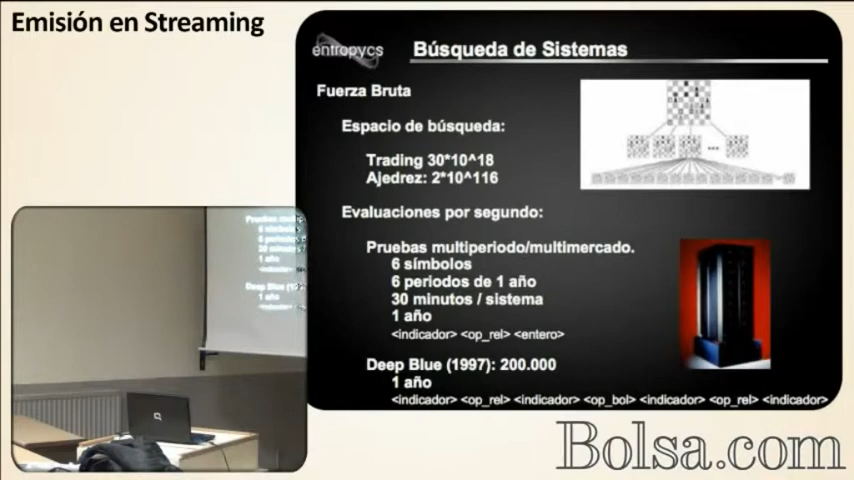 Emisión en Streaming
entropycs
Búsqueda de Sistemas
Fuerza Bruta
Espacio de búsqueda:
Trading 30*10^18
Ajedrez: 2*10^116
Evaluaciones por segundo:
Pruebas multiperiodo/multimercado.
6 símbolos
6 periodos de 1 año
30 minutos / sistema
1 año
<indicador> <op_rel> <entero>
Deep Blue (1997): 200.000
1 año
<indicador> <op_rel> <indicador> <op_bol> <indicador> <op_rel> <indicador>
Bolsa.com